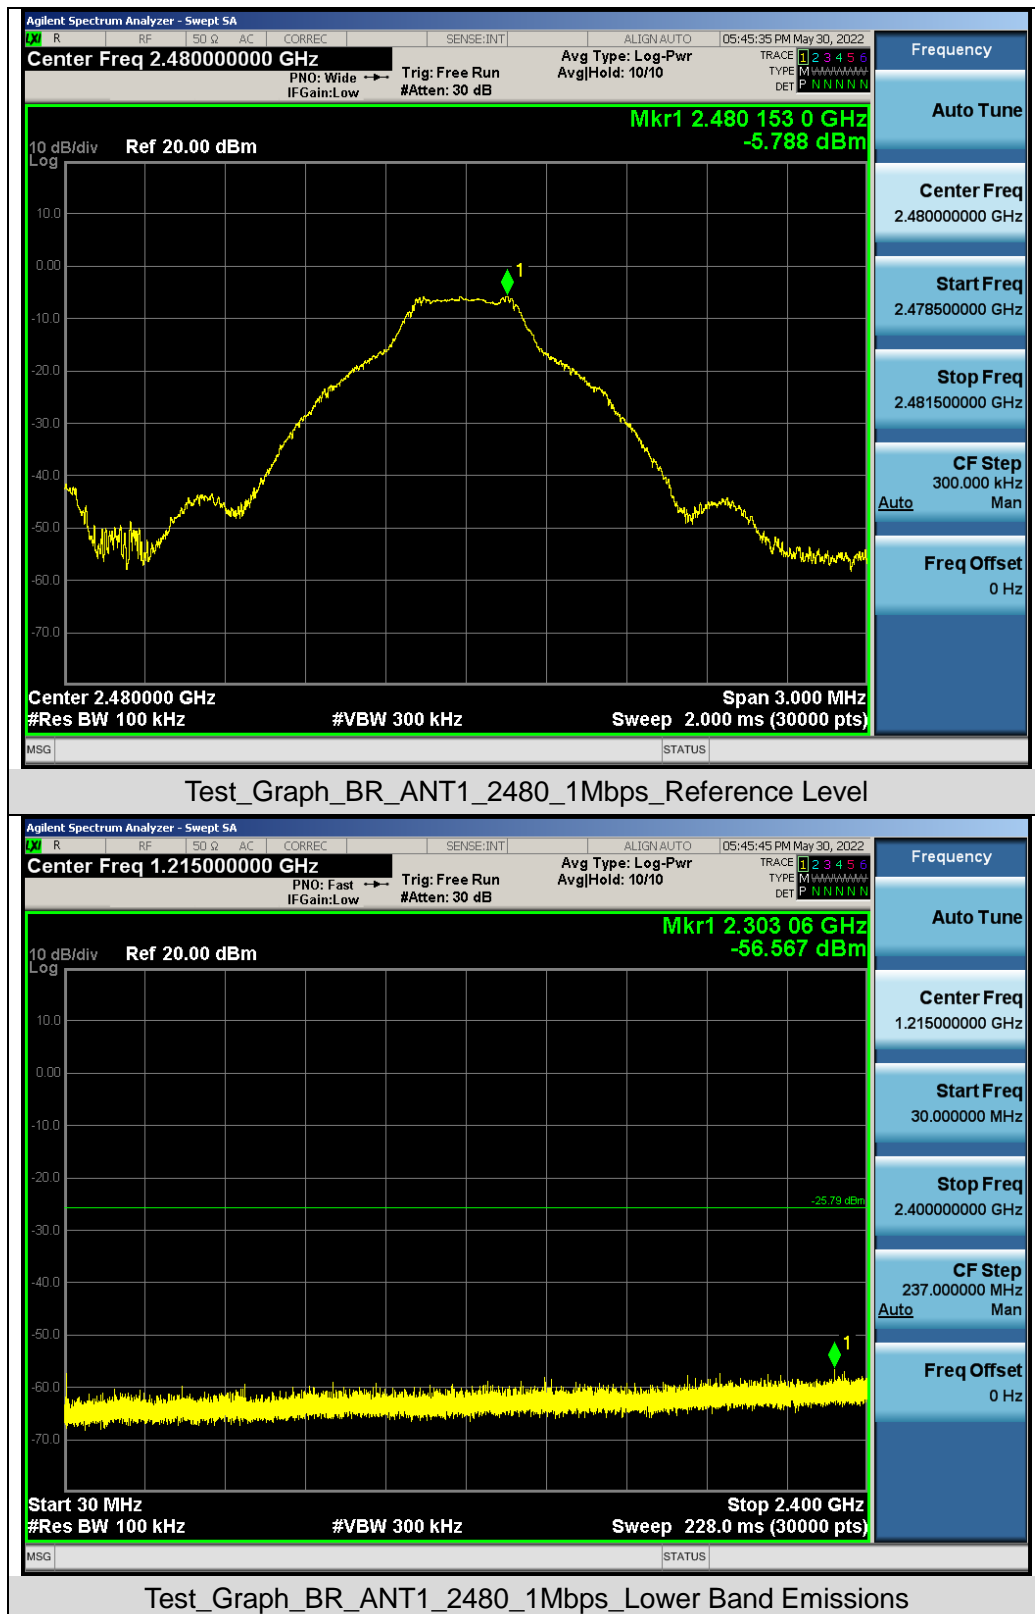 Agilent Spectrum Analyzer - Swept SA
LXI R RF 50 Ω AC CORREC SENSE:INT ALIGN AUTO 05:45:35 PM May 30, 2022
Center Freq 2.480000000 GHz
PNO: Wide
IFGain:Low
Trig: Free Run
#Atten: 30 dB
Avg Type: Log-Pwr
Avg|Hold: 10/10
TRACE 1 2 3 4 5 6
TYPE M WWWWW
DET P N N N N N
Mkr1 2.480 153 0 GHz
-5.788 dBm
10 dB/div
Log
Ref 20.00 dBm
10.0
0.00
-10.0
-20.0
-30.0
-40.0
-50.0
-60.0
-70.0
1
Center 2.480000 GHz
Span 3.000 MHz
#Res BW 100 kHz
#VBW 300 kHz
Sweep 2.000 ms (30000 pts)
MSG
STATUS
Frequency
Auto Tune
Center Freq
2.480000000 GHz
Start Freq
2.478500000 GHz
Stop Freq
2.481500000 GHz
CF Step
300.000 kHz
Auto Man
Freq Offset
0 Hz
Test_Graph_BR_ANT1_2480_1Mbps_Reference Level
Agilent Spectrum Analyzer - Swept SA
LXI R RF 50 Ω AC CORREC SENSE:INT ALIGN AUTO 05:45:45 PM May 30, 2022
Center Freq 1.215000000 GHz
PNO: Fast
IFGain:Low
Trig: Free Run
#Atten: 30 dB
Avg Type: Log-Pwr
Avg|Hold: 10/10
TRACE 1 2 3 4 5 6
TYPE M WWWWW
DET P N N N N N
Mkr1 2.303 06 GHz
-56.567 dBm
10 dB/div
Log
Ref 20.00 dBm
10.0
0.00
-10.0
-20.0
-30.0
-40.0
-50.0
-60.0
-70.0
-25.79 dBm
1
Start 30 MHz
Stop 2.400 GHz
#Res BW 100 kHz
#VBW 300 kHz
Sweep 228.0 ms (30000 pts)
MSG
STATUS
Frequency
Auto Tune
Center Freq
1.215000000 GHz
Start Freq
30.000000 MHz
Stop Freq
2.400000000 GHz
CF Step
237.000000 MHz
Auto Man
Freq Offset
0 Hz
Test_Graph_BR_ANT1_2480_1Mbps_Lower Band Emissions